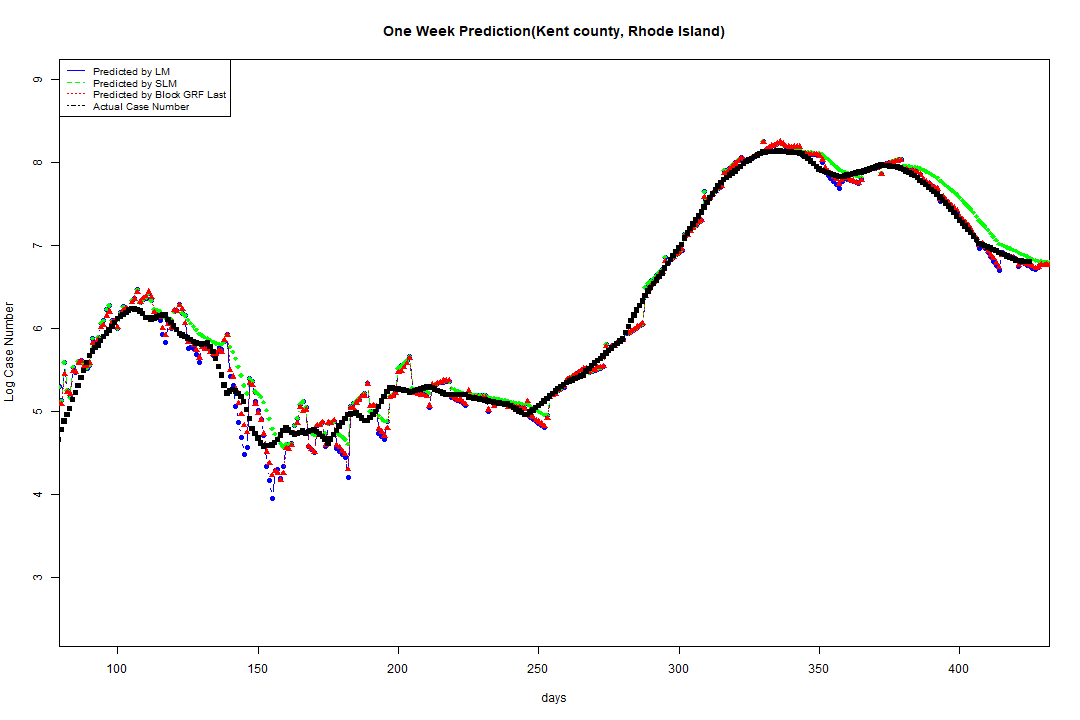 One Week Prediction(Kent county, Rhode Island)
Predicted by LM
Predicted by SLM
Predicted by Block GRF Last
Actual Case Number
9
8
7
6
5
4
3
Log Case Number
100 150 200 250 300 350 400
days